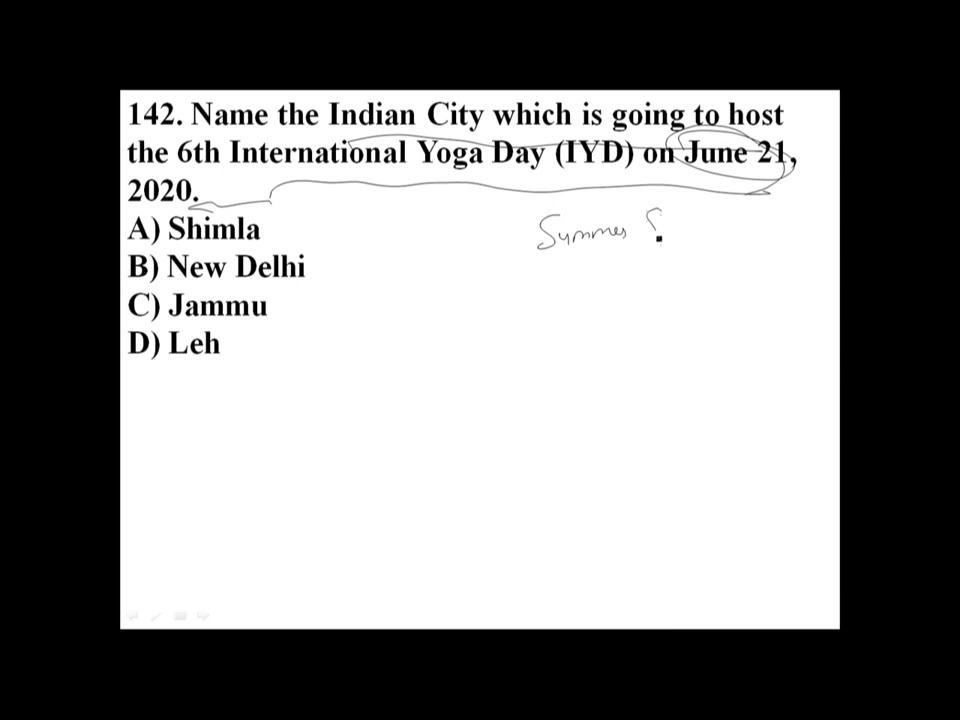 142. Name the Indian City which is going to host
the 6th International Yoga Day (IYD) on June 21,
2020.
A) Shimla
B) New Delhi
C) Jammu
D) Leh
Summer S